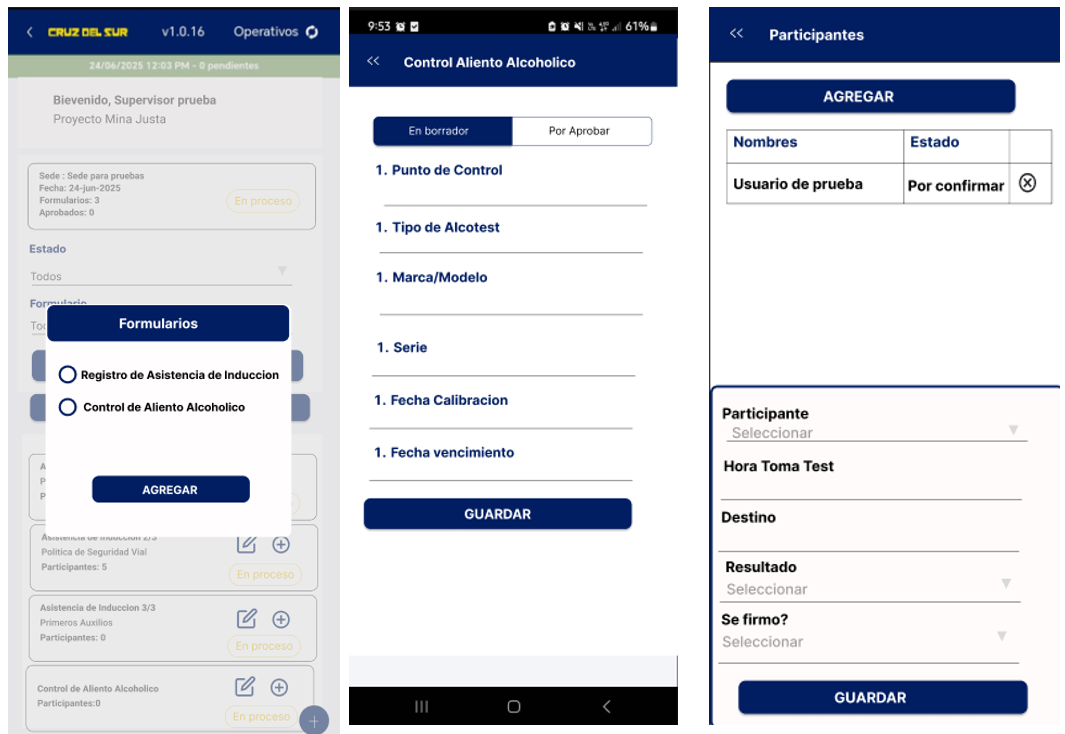 CRUZ DEL SUR v1.0.16 Operativos
24/06/2025 12:03 PM - 0 pendientes
Bievenido, Supervisor prueba
Proyecto Mina Justa
Sede : Sede para pruebas
Fecha: 24-jun-2025
Formularios: 3
Aprobados: 0
En proceso
Estado
Todos
Formulario
Formularios
Registro de Asistencia de Induccion
Control de Aliento Alcoholico
AGREGAR
Asistencia de Induccion 2/3
Política de Seguridad Vial
Participantes: 5
En proceso
Asistencia de Induccion 3/3
Primeros Auxilios
Participantes: 0
En proceso
Control de Aliento Alcoholico
Participantes:0
En proceso
9:53 61%
Control Aliento Alcoholico
En borrador Por Aprobar
1. Punto de Control
1. Tipo de Alcotest
1. Marca/Modelo
1. Serie
1. Fecha Calibracion
1. Fecha vencimiento
GUARDAR
Participantes
AGREGAR
Nombres Estado
Usuario de prueba Por confirmar
Participante
Seleccionar
Hora Toma Test
Destino
Resultado
Seleccionar
Se firmo?
Seleccionar
GUARDAR